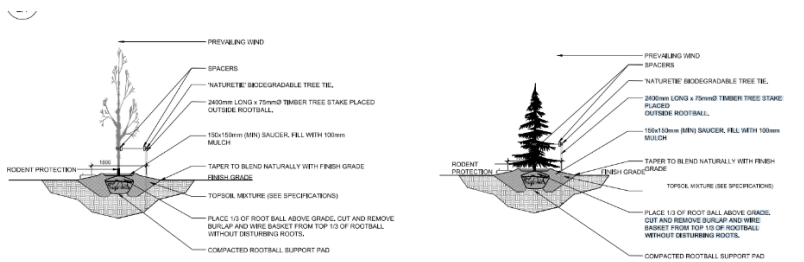 PREVAILING WIND
SPACERS
'NATURETIE' BIODEGRADABLE TREE TIE.
2400mm LONG x 75mmØ TIMBER TREE STAKE PLACED
OUTSIDE ROOTBALL.
150x150mm (MIN) SAUCER. FILL WITH 100mm
MULCH
1800
RODENT PROTECTION
TAPER TO BLEND NATURALLY WITH FINISH GRADE
FINISH GRADE
TOPSOIL MIXTURE (SEE SPECIFICATIONS)
PLACE 1/3 OF ROOT BALL ABOVE GRADE. CUT AND REMOVE
BURLAP AND WIRE BASKET FROM TOP 1/3 OF ROOTBALL
WITHOUT DISTURBING ROOTS.
COMPACTED ROOTBALL SUPPORT PAD
PREVAILING WIND
SPACERS
'NATURETIE' BIODEGRADABLE TREE TIE.
2400mm LONG x 75mmØ TIMBER TREE STAKE
PLACED
OUTSIDE ROOTBALL.
150x150mm (MIN) SAUCER. FILL WITH 100mm
MULCH
RODENT
PROTECTION
TAPER TO BLEND NATURALLY WITH FINISH
GRADE
FINISH GRADE
TOPSOIL MIXTURE (SEE SPECIFICATIONS)
PLACE 1/3 OF ROOT BALL ABOVE GRADE.
CUT AND REMOVE BURLAP AND WIRE
BASKET FROM TOP 1/3 OF ROOTBALL
WITHOUT DISTURBING ROOTS.
COMPACTED ROOTBALL SUPPORT PAD